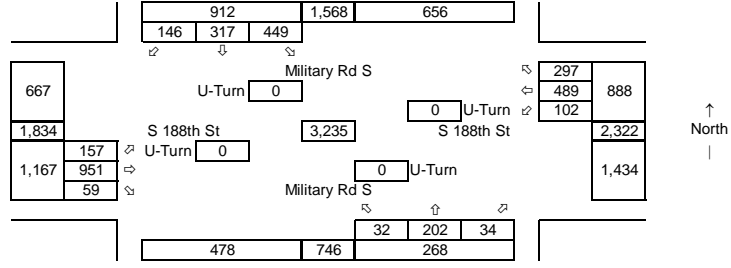 912 1,568 656
146 317 449
⬃ ⇩ ⬂
Military Rd S ⬁ 297
667 U-Turn 0 ⇦ 489 888
0 U-Turn ⬃ 102 ↑
1,834 S 188th St 3,235 S 188th St 2,322 North
157 ⬀ U-Turn 0 |
1,167 951 ⇨ 0 U-Turn 1,434
59 ⬂ Military Rd S
⬁ ⇧ ⬀
32 202 34
478 746 268